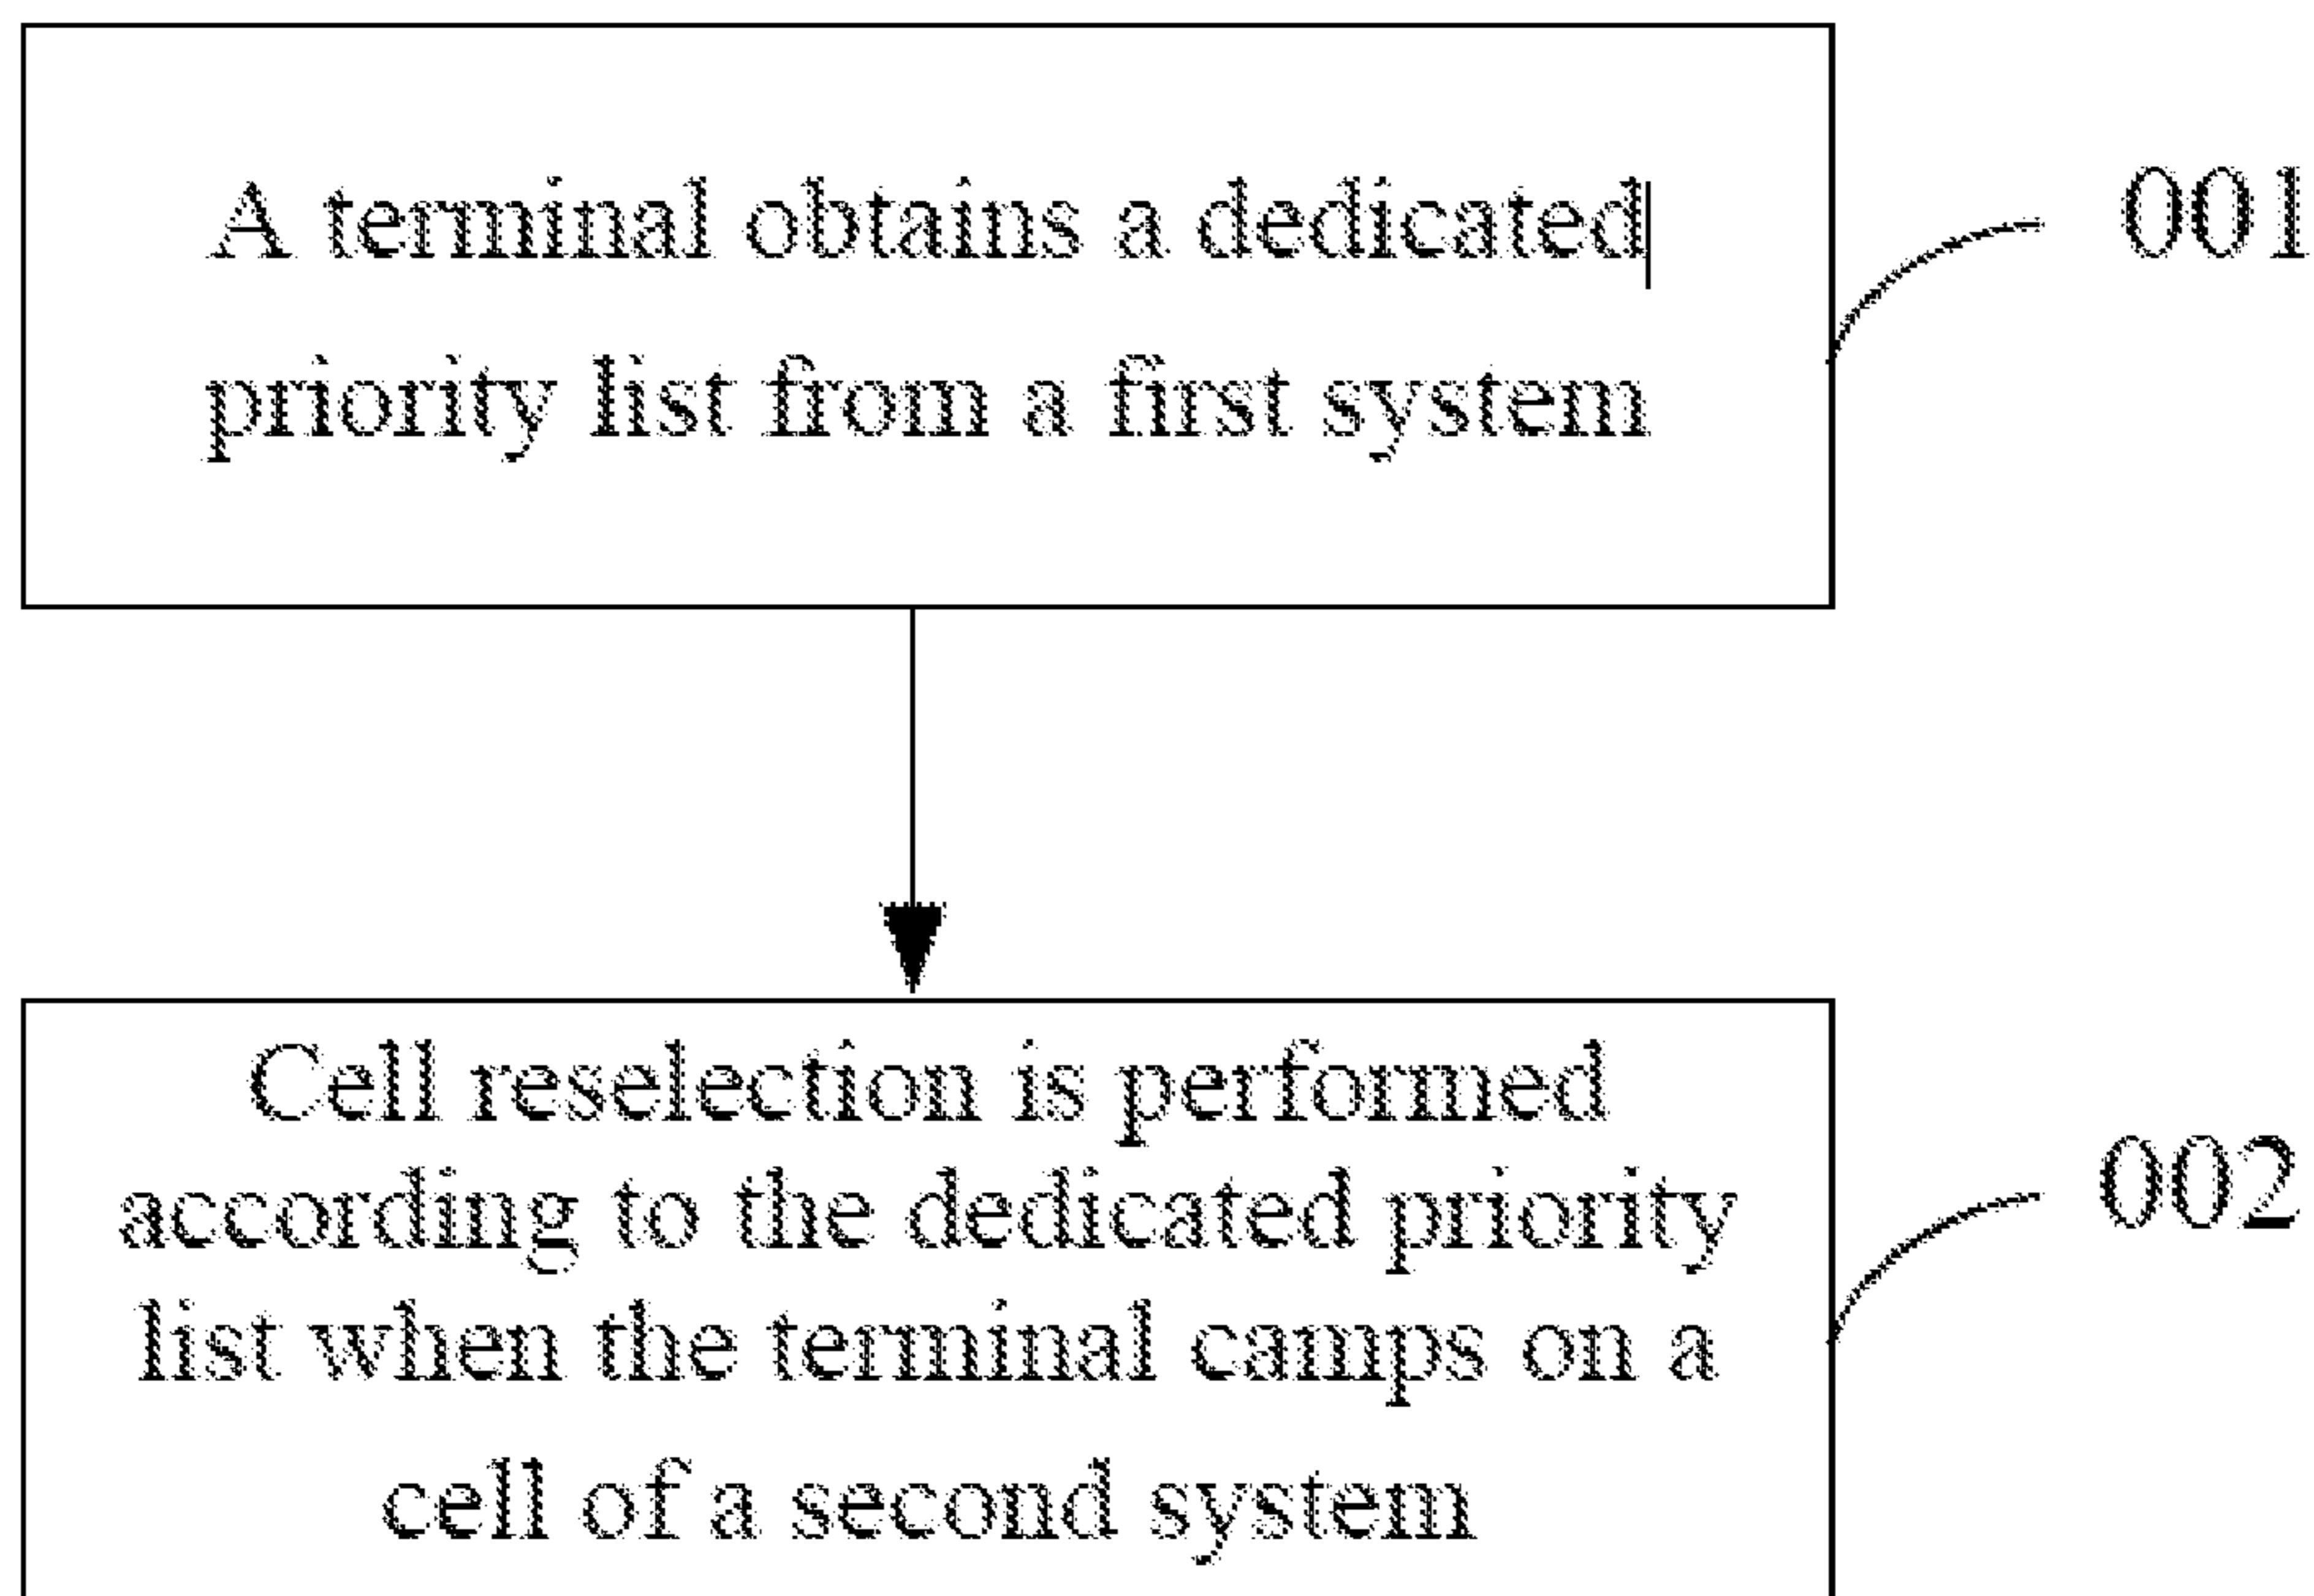 A terminal obtains a dedicated
priority list from a first system
001
Cell reselection is performed
according to the dedicated priority
list when the terminal camps on a
cell of a second system
002